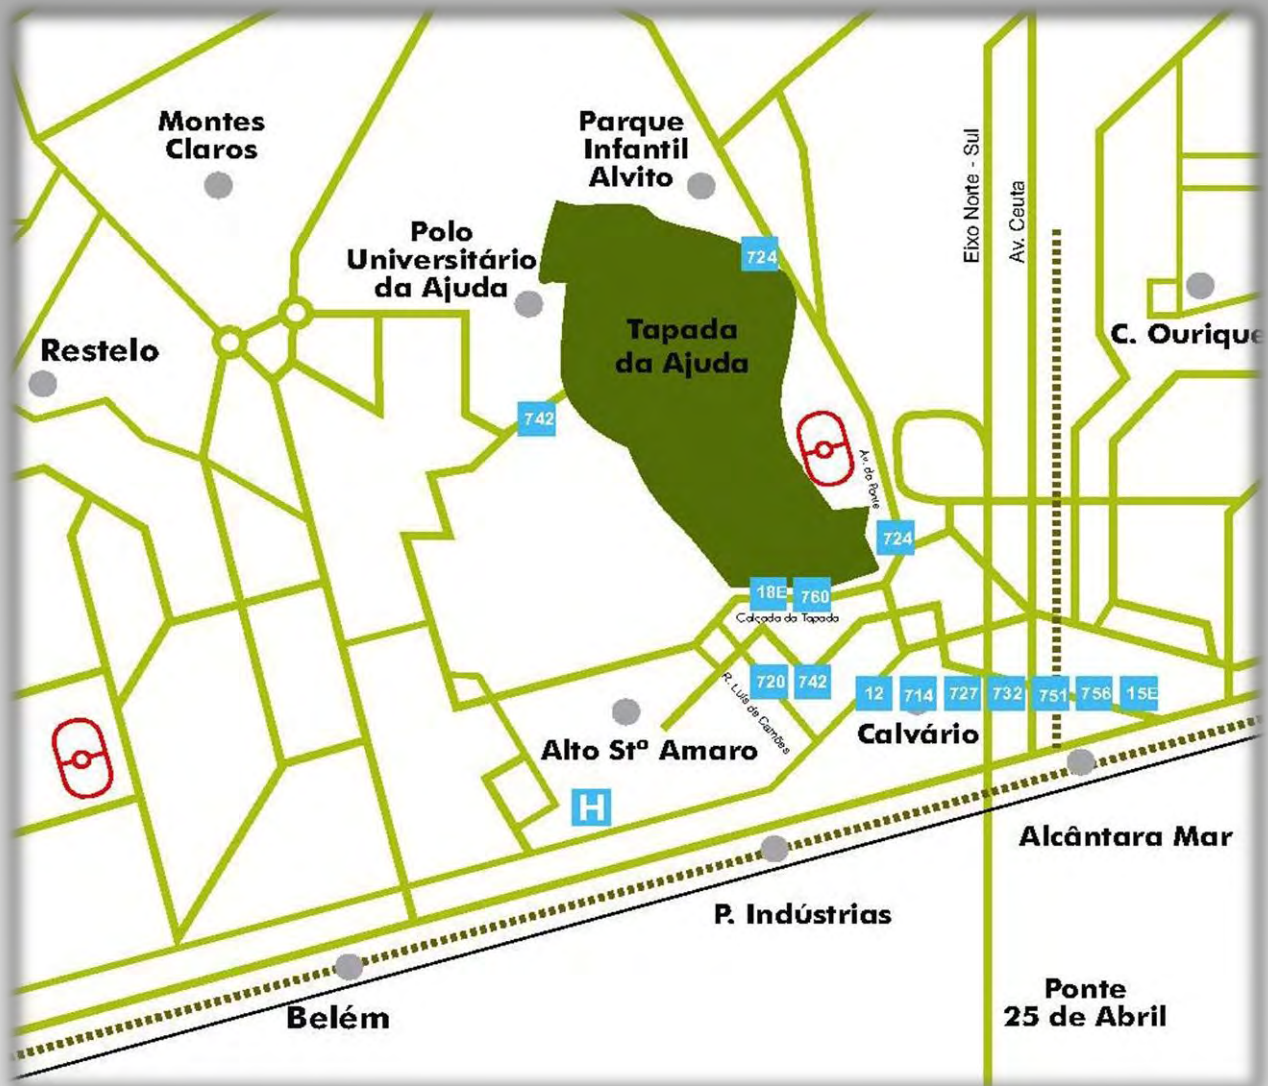 Montes
Claros
Parque
Infantil
Alvito
Eixo Norte - Sul
Av. Ceuta
Polo
Universitário
da Ajuda
724
Tapada
da Ajuda
C. Ourique
Restelo
742
Av. da Ponte
724
18E
760
Calçada da Tapada
720
742
R. Luís de Camões
12
714
727
732
751
756
15E
Calvário
Alto Stª Amaro
H
Alcântara Mar
P. Indústrias
Belém
Ponte
25 de Abril